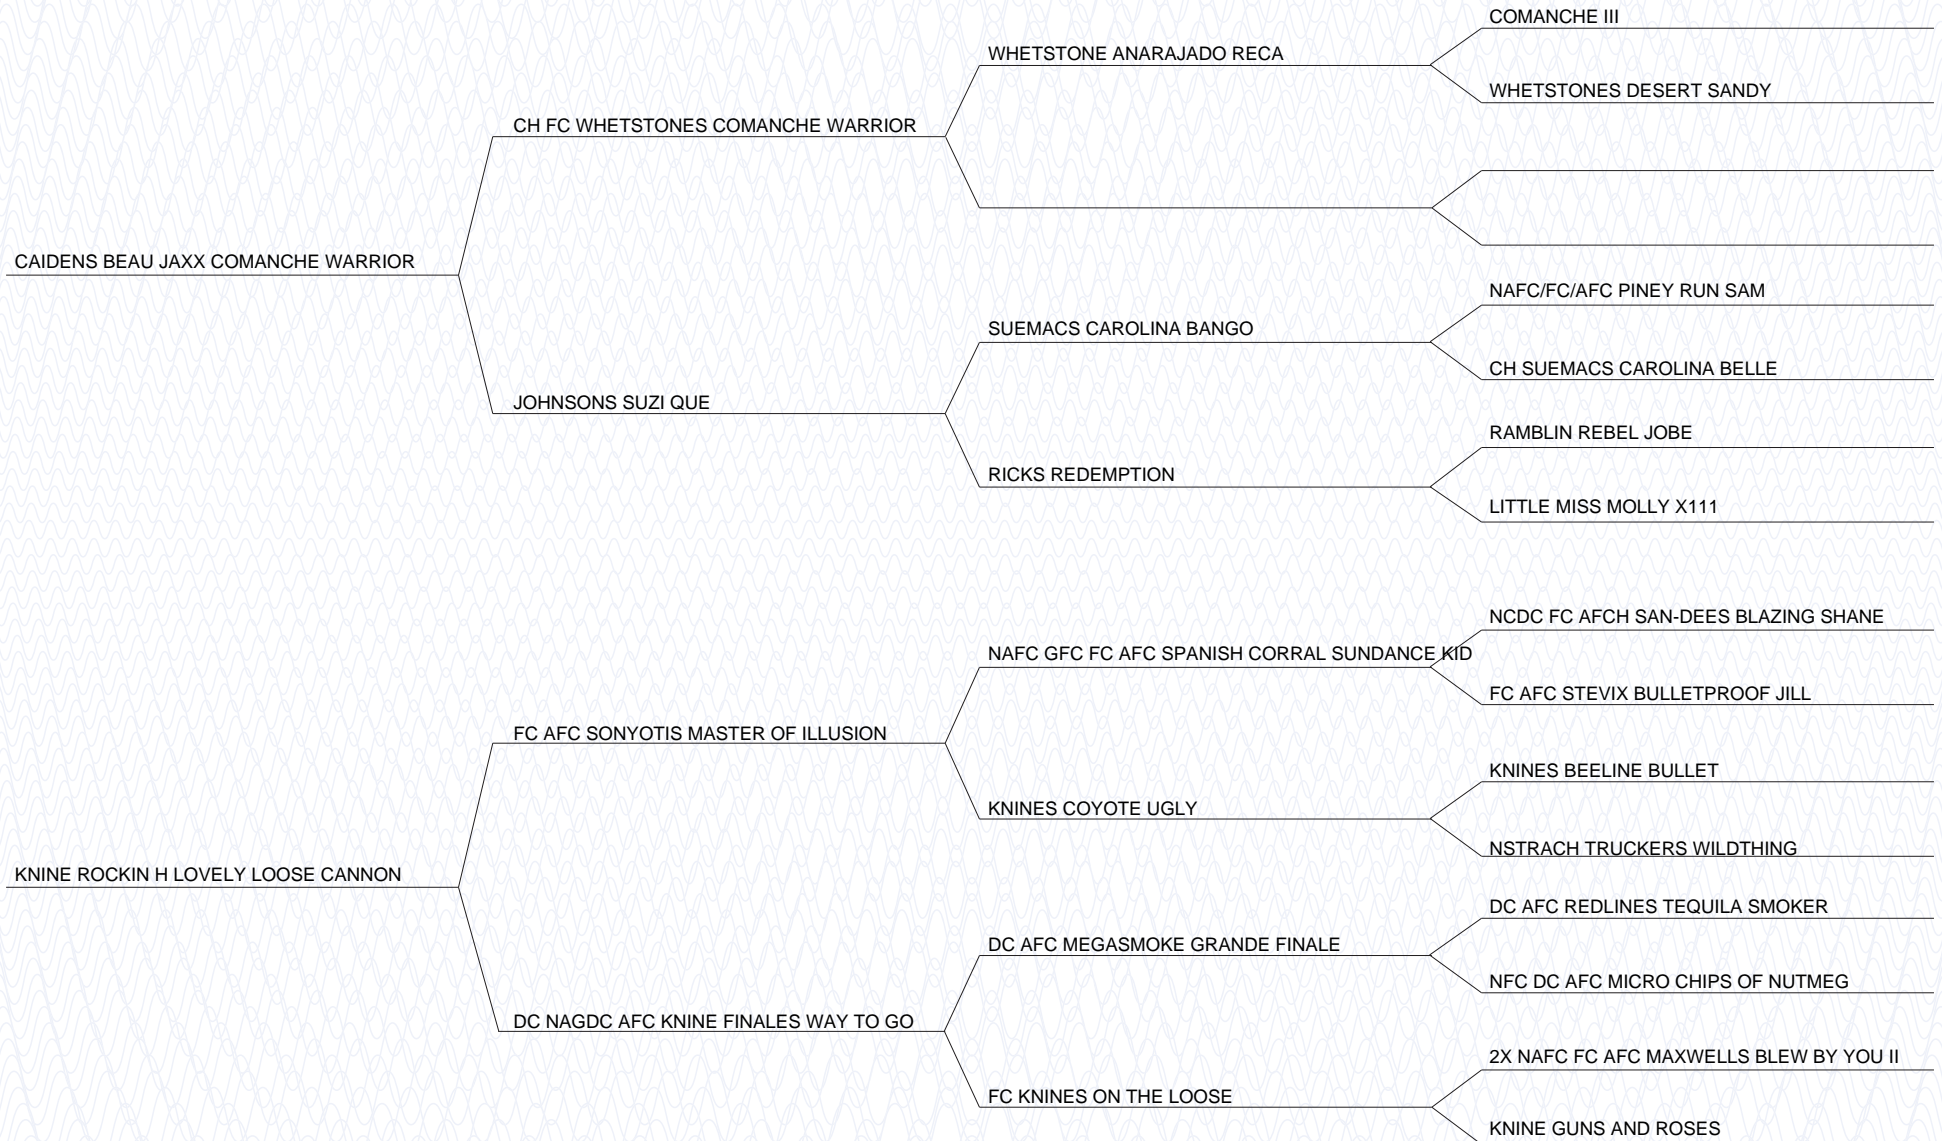 COMANCHE III
WHETSTONE ANARAJADO RECA
WHETSTONES DESERT SANDY
CH FC WHETSTONES COMANCHE WARRIOR
CAIDENS BEAU JAXX COMANCHE WARRIOR
NAFC/FC/AFC PINEY RUN SAM
SUEMACS CAROLINA BANGO
CH SUEMACS CAROLINA BELLE
JOHNSONS SUZI QUE
RAMBLIN REBEL JOBE
RICKS REDEMPTION
LITTLE MISS MOLLY X111
NCDC FC AFCH SAN-DEES BLAZING SHANE
NAFC GFC FC AFC SPANISH CORRAL SUNDANCE KID
FC AFC STEVIX BULLETPROOF JILL
FC AFC SONYOTIS MASTER OF ILLUSION
KNINES BEELINE BULLET
KNINES COYOTE UGLY
NSTRACH TRUCKERS WILDTHING
KNINE ROCKIN H LOVELY LOOSE CANNON
DC AFC REDLINES TEQUILA SMOKER
DC AFC MEGASMOKE GRANDE FINALE
NFC DC AFC MICRO CHIPS OF NUTMEG
DC NAGDC AFC KNINE FINALES WAY TO GO
2X NAFC FC AFC MAXWELLS BLEW BY YOU II
FC KNINES ON THE LOOSE
KNINE GUNS AND ROSES